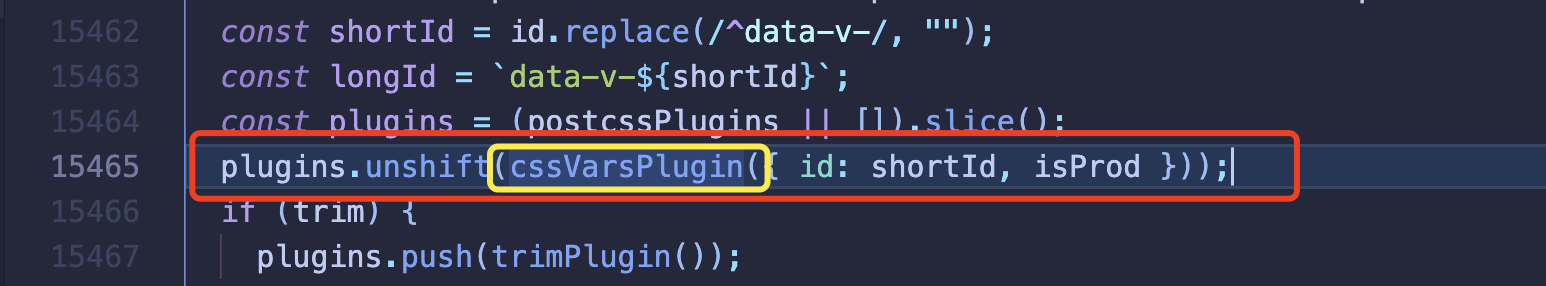 15462 const shortId = id.replace(/^data-v-/, "");
15463 const longId = `data-v-${shortId}`;
15464 const plugins = (postcssPlugins || []).slice();
15465 plugins.unshift(cssVarsPlugin({ id: shortId, isProd }));
15466 if (trim) {
15467 plugins.push(trimPlugin());